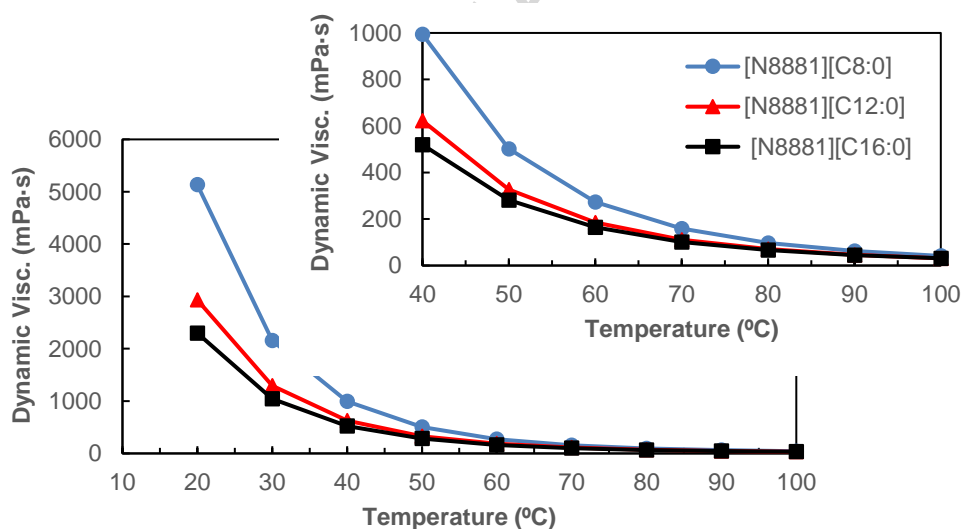 1000
800
600
400
200
0
Dynamic Visc. (mPa·s)
[N8881][C8:0]
[N8881][C12:0]
[N8881][C16:0]
40 50 60 70 80 90 100
Temperature (ºC)
6000
5000
4000
3000
2000
1000
0
Dynamic Visc. (mPa·s)
10 20 30 40 50 60 70 80 90 100
Temperature (ºC)